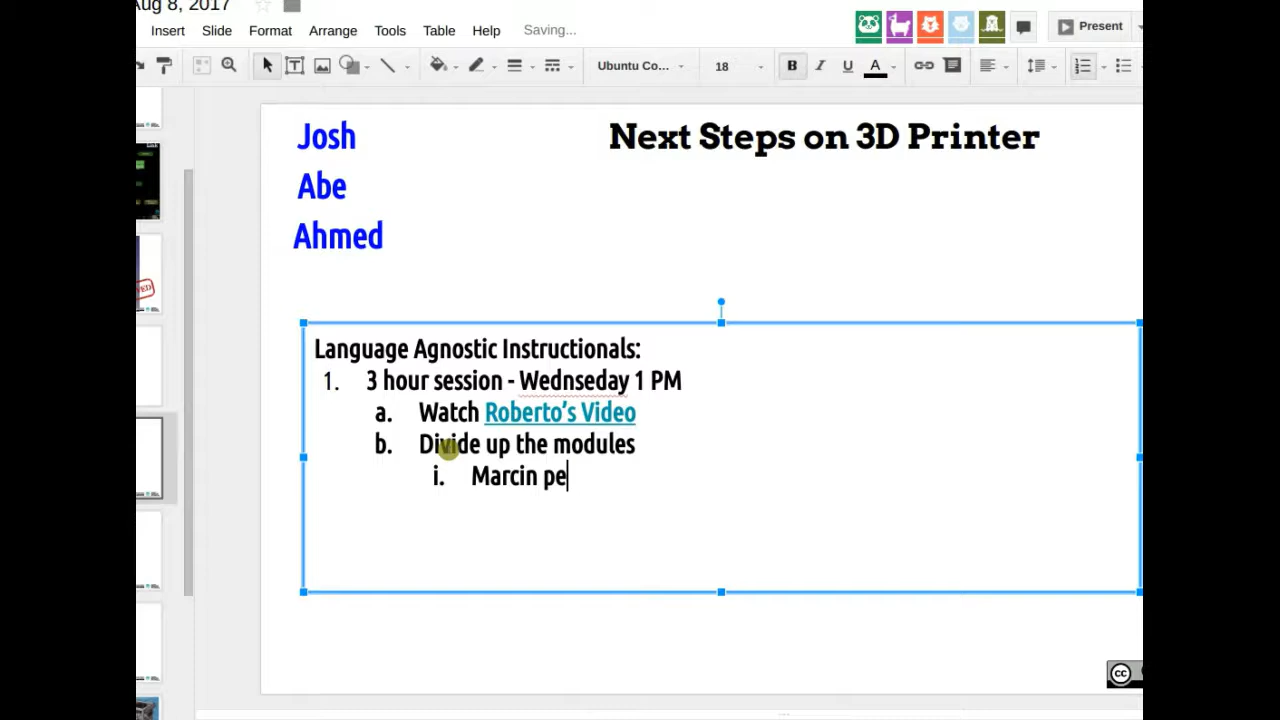 Aug 8, 2017
Insert Slide Format Arrange Tools Table Help Saving... Present
Ubuntu Co... 18 B I U A
Josh
Next Steps on 3D Printer
Abe
Ahmed
Language Agnostic Instructionals:
1. 3 hour session - Wednseday 1 PM
a. Watch Roberto's Video
b. Divide up the modules
i. Marcin pe
cc